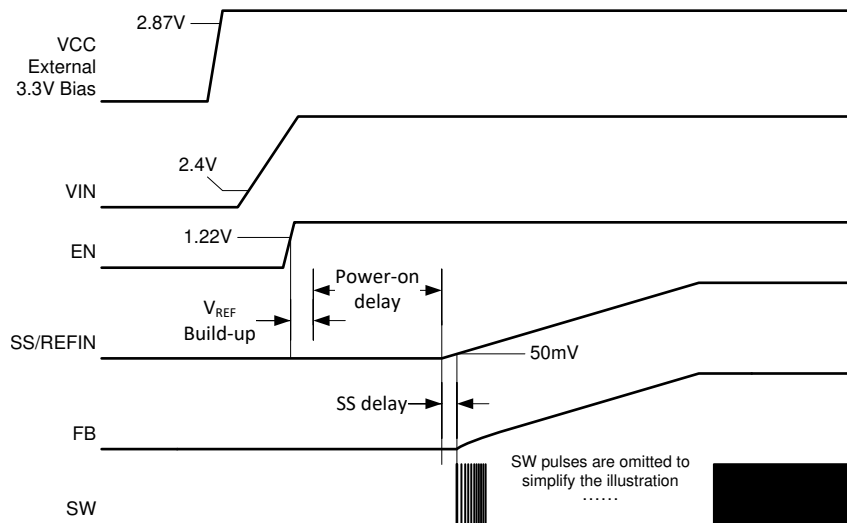 2.87V
VCC
External
3.3V Bias
2.4V
VIN
1.22V
EN
Power-on
delay
VREF
Build-up
SS/REFIN
50mV
SS delay
FB
SW pulses are omitted to
simplify the illustration
......
SW